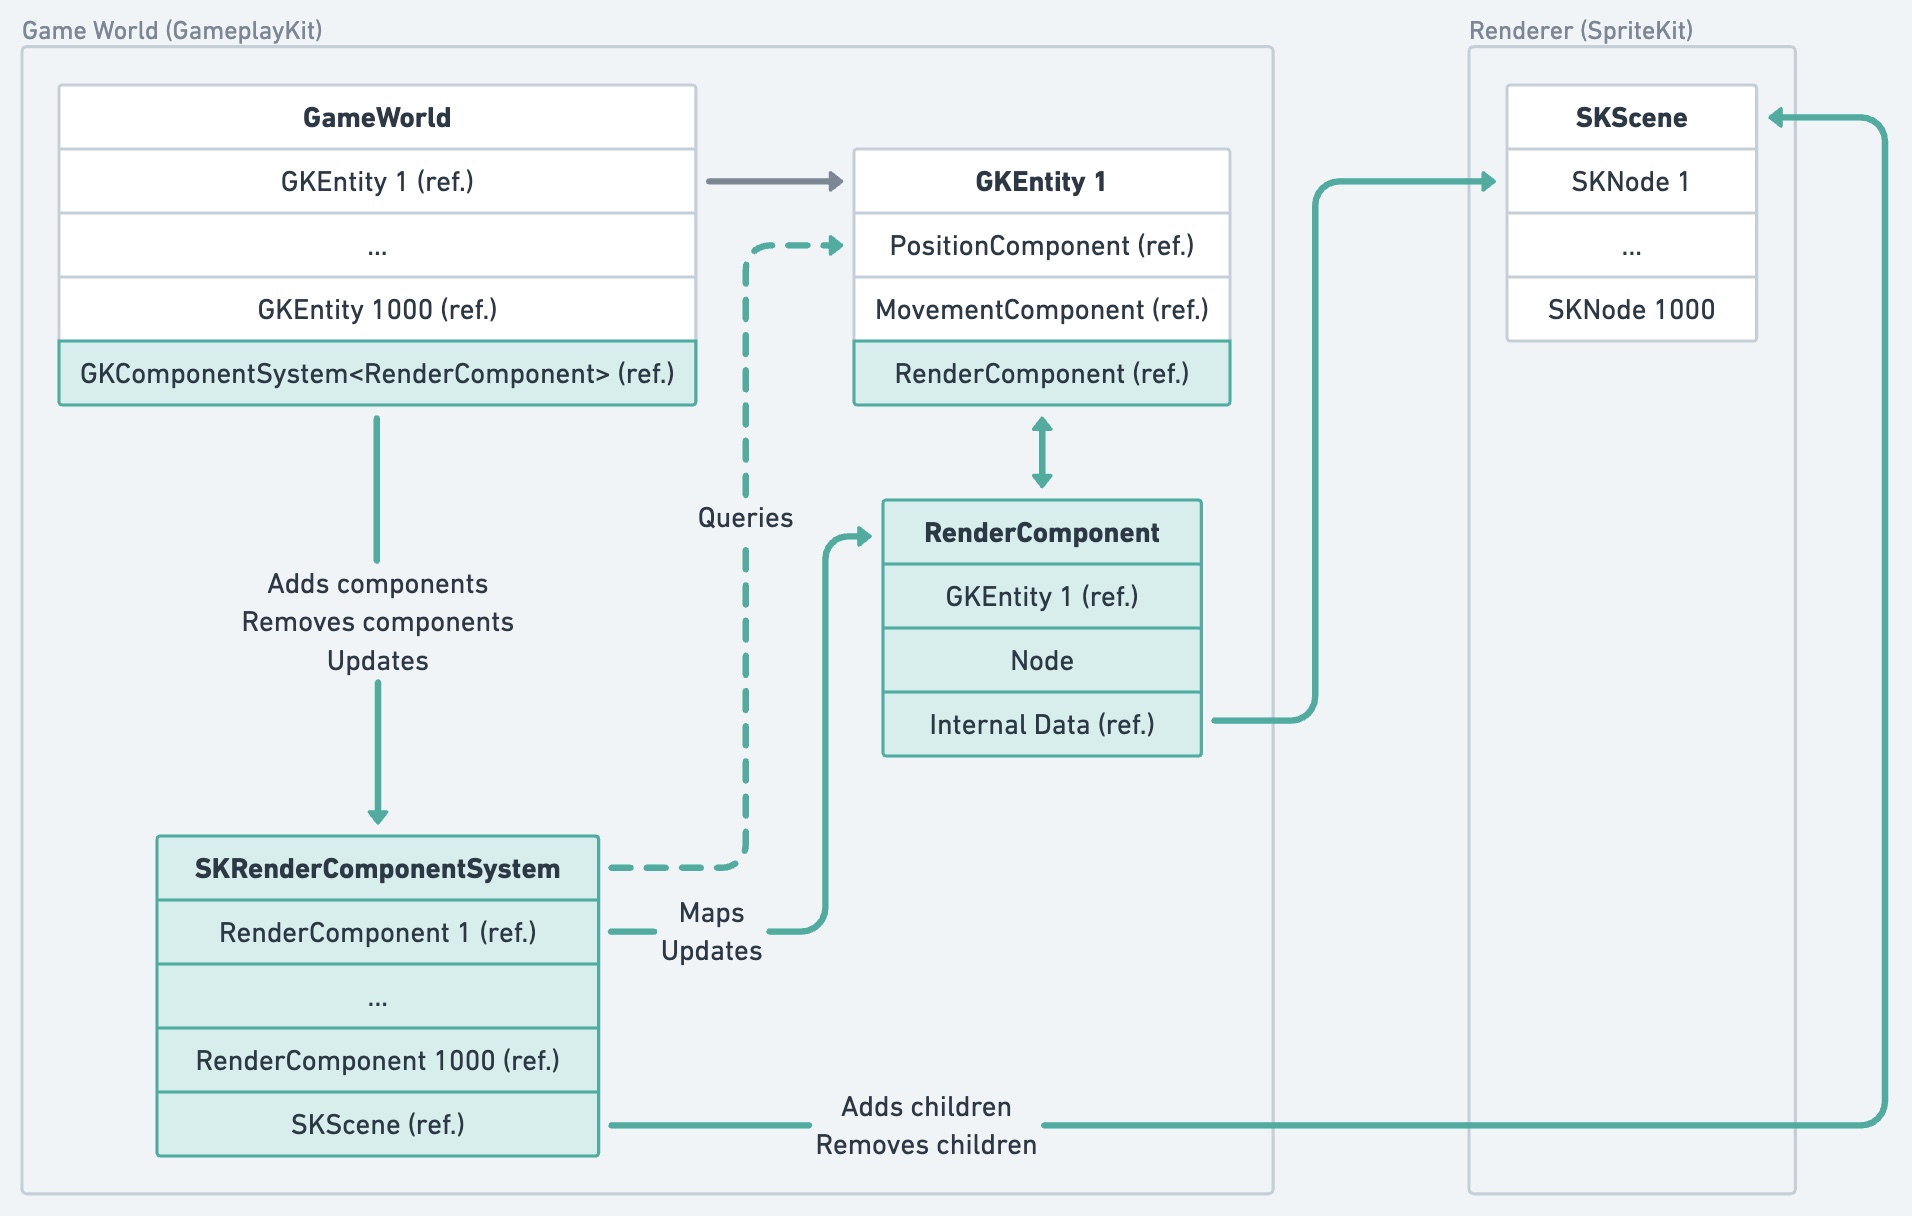 Game World (GameplayKit)
Renderer (SpriteKit)
GameWorld
GKEntity 1 (ref.)
...
GKEntity 1000 (ref.)
GKComponentSystem<RenderComponent> (ref.)
GKEntity 1
PositionComponent (ref.)
MovementComponent (ref.)
RenderComponent (ref.)
SKScene
SKNode 1
...
SKNode 1000
Queries
Adds components
Removes components
Updates
RenderComponent
GKEntity 1 (ref.)
Node
Internal Data (ref.)
SKRenderComponentSystem
RenderComponent 1 (ref.)
...
RenderComponent 1000 (ref.)
SKScene (ref.)
Maps
Updates
Adds children
Removes children